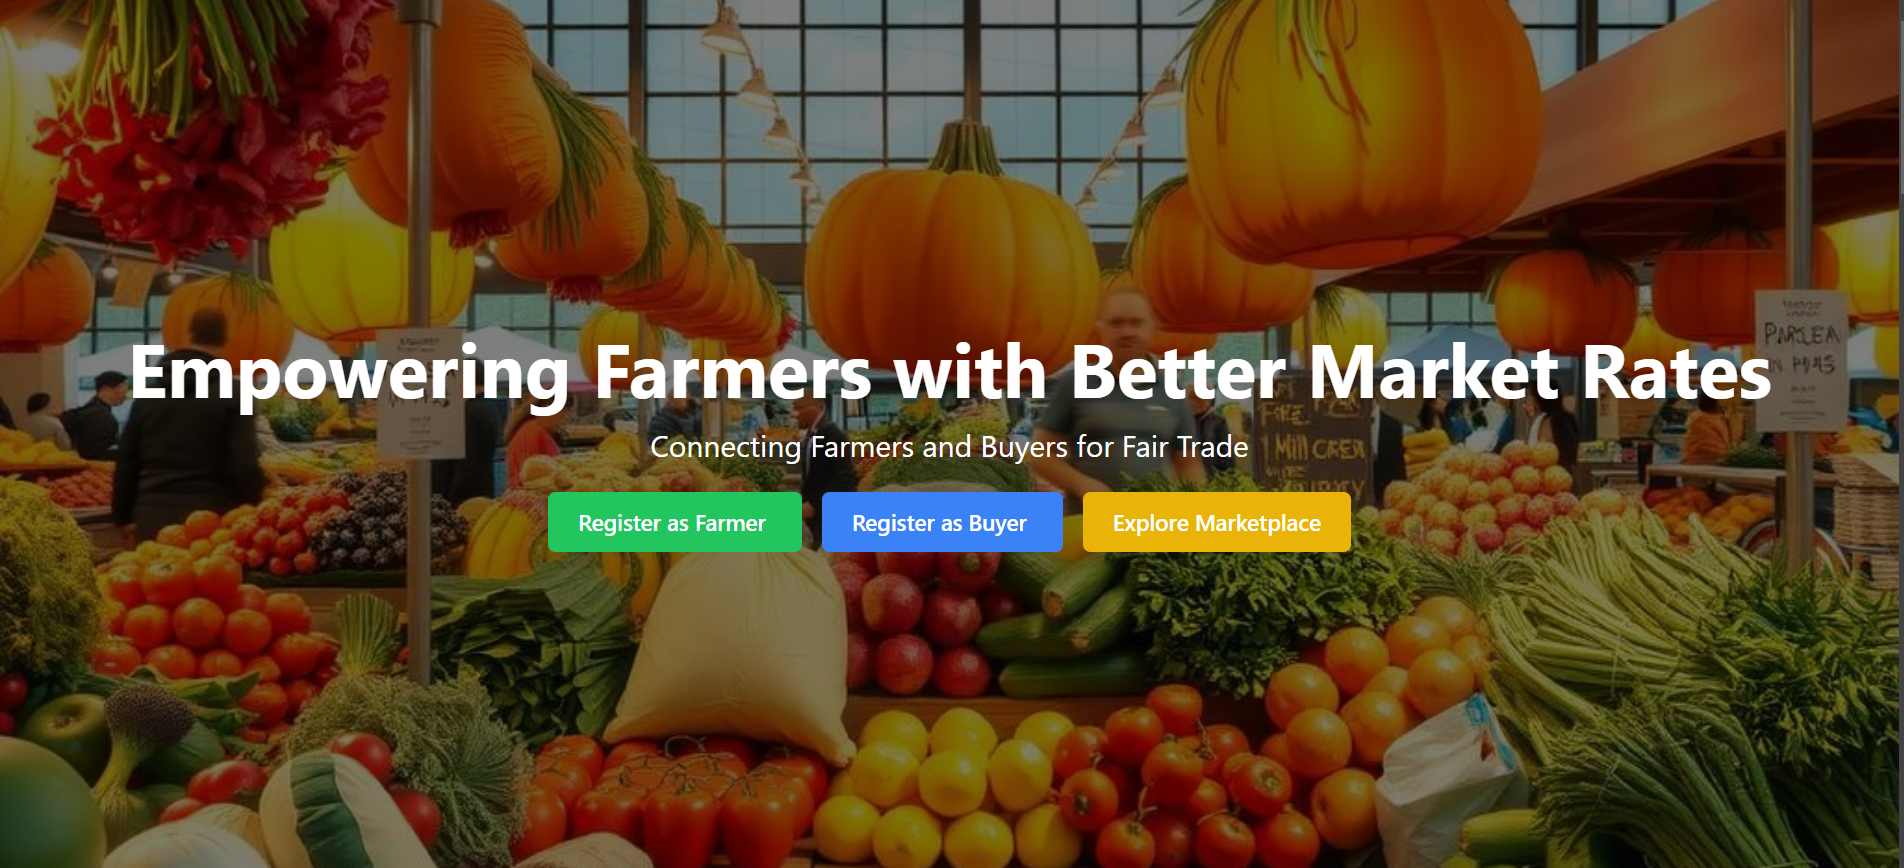 Empowering Farmers with Better Market Rates
Connecting Farmers and Buyers for Fair Trade
Register as Farmer
Register as Buyer
Explore Marketplace